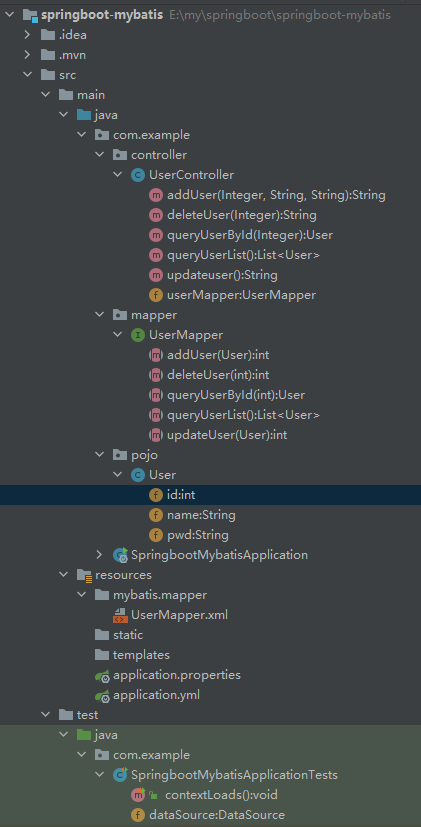 springboot-mybatis E:\my\springboot\springboot-mybatis
.idea
.mvn
src
main
java
com.example
controller
UserController
addUser(Integer, String, String):String
deleteUser(Integer):String
queryUserById(Integer):User
queryUserList():List<User>
updateuser():String
userMapper:UserMapper
mapper
UserMapper
addUser(User):int
deleteUser(int):int
queryUserById(int):User
queryUserList():List<User>
updateUser(User):int
pojo
User
id:int
name:String
pwd:String
SpringbootMybatisApplication
resources
mybatis.mapper
UserMapper.xml
static
templates
application.properties
application.yml
test
java
com.example
SpringbootMybatisApplicationTests
contextLoads():void
dataSource:DataSource